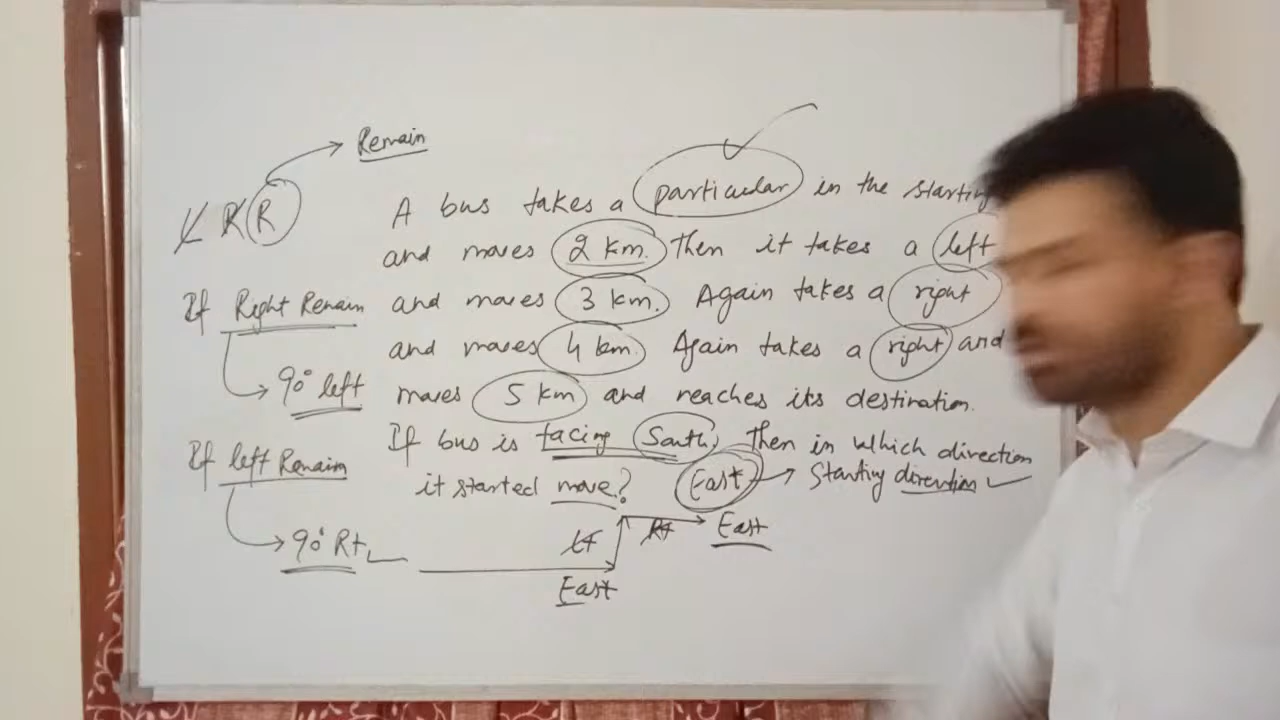 Remain
L R R
A bus takes a particular in the starting
and moves 2 km. Then it takes a left
If Right Remain
and moves 3 km. Again takes a right
and moves 4 km. Again takes a right and
90° left
moves 5 km and reaches its destination.
If left Remain
If bus is facing South, then in which direction
it started move? East → Starting direction ✓
90° Rt
LT RT East
East